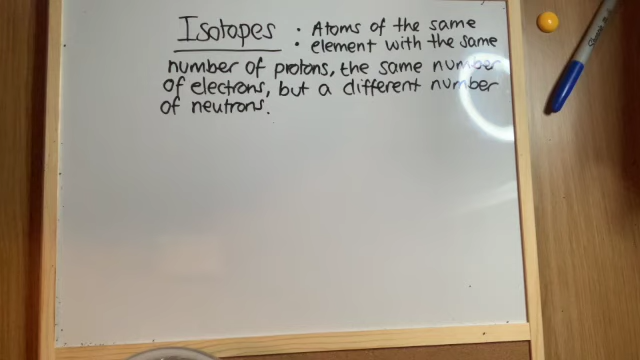 Isotopes : Atoms of the same
element with the same
number of protons, the same number
of electrons, but a different number
of neutrons.